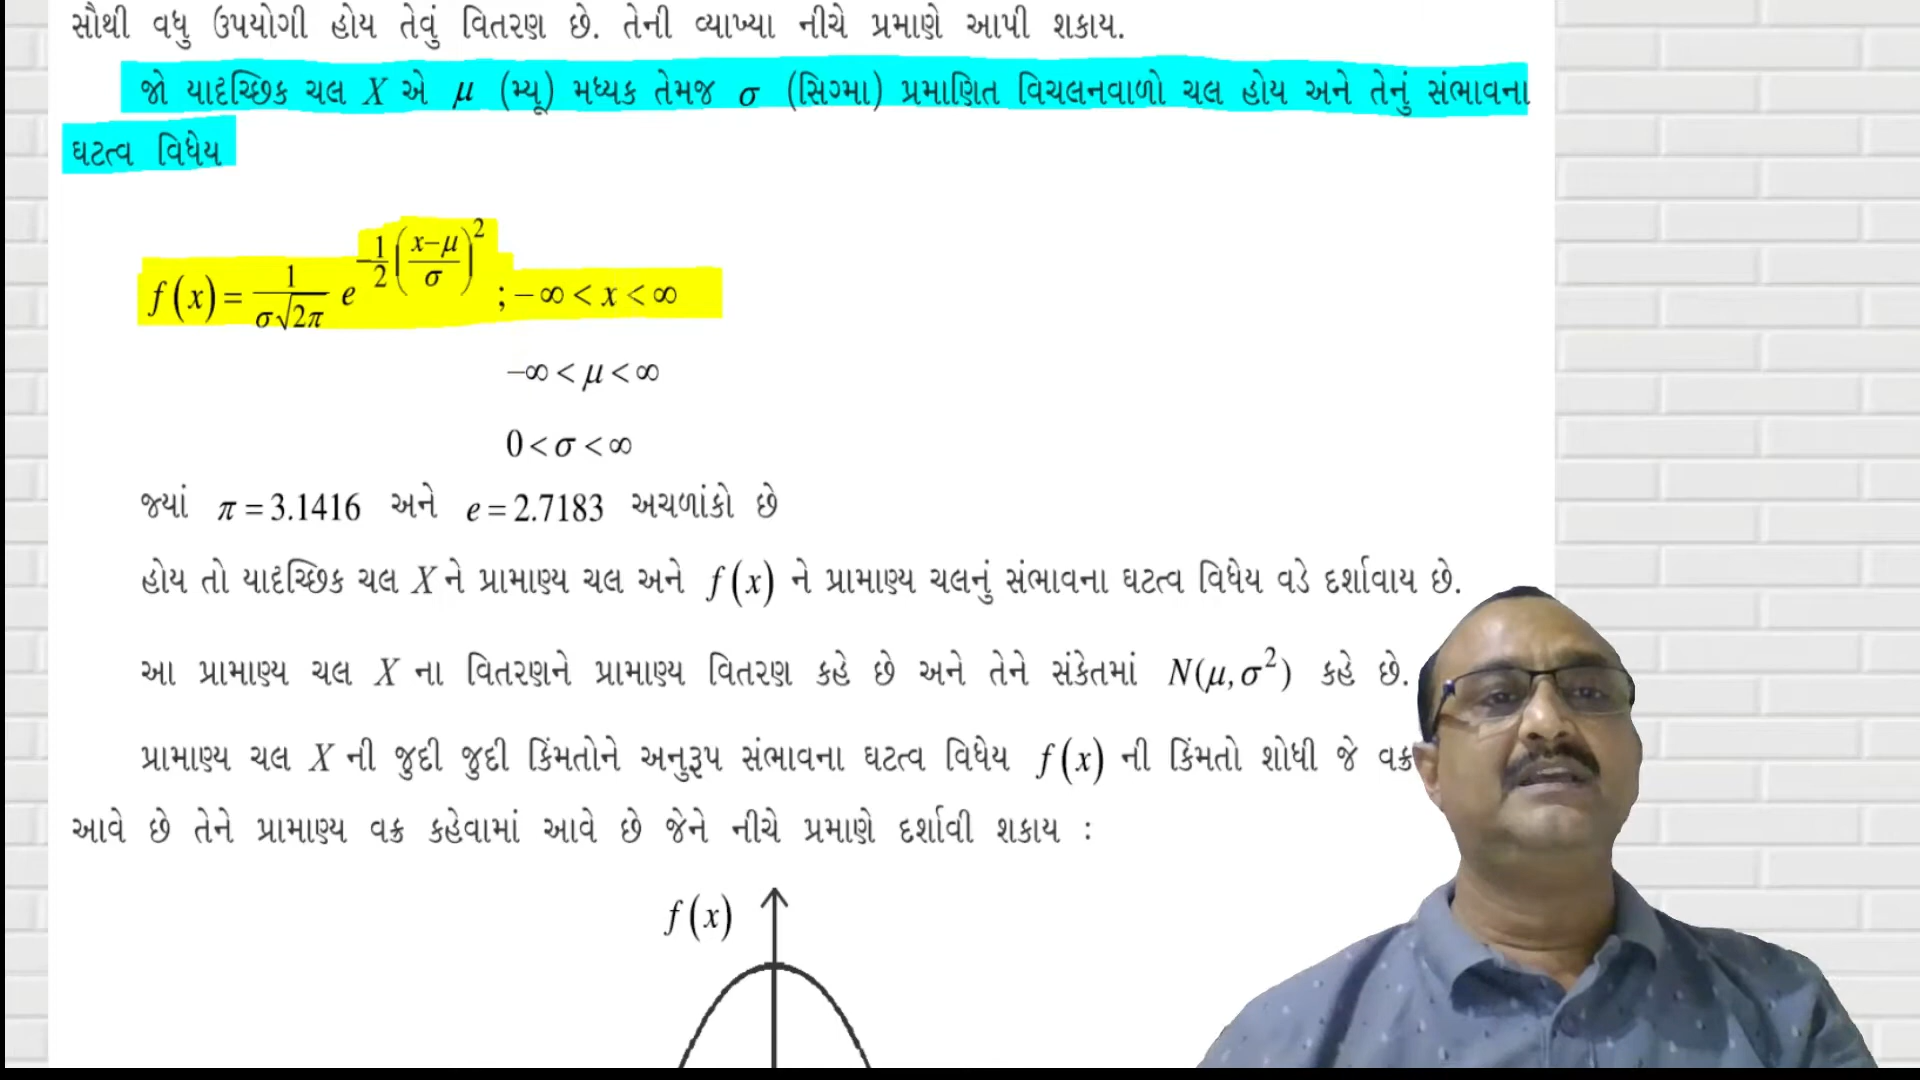 સૌથી વધુ ઉપયોગી હોય તેવું વિતરણ છે. તેની વ્યાખ્યા નીચે પ્રમાણે આપી શકાય.
જો યાદૃચ્છિક ચલ X એ μ (મ્યૂ) મધ્યક તેમજ σ (સિગ્મા) પ્રમાણિત વિચલનવાળો ચલ હોય અને તેનું સંભાવના
ઘટત્વ વિધેય
f(x) = 1/(σ√2π) e^(-1/2((x-μ)/σ)^2) ; -∞ < x < ∞
-∞ < μ < ∞
0 < σ < ∞
જ્યાં π = 3.1416 અને e = 2.7183 અચળાંકો છે
હોય તો યાદૃચ્છિક ચલ X ને પ્રામાણ્ય ચલ અને f(x) ને પ્રામાણ્ય ચલનું સંભાવના ઘટત્વ વિધેય વડે દર્શાવાય છે.
આ પ્રામાણ્ય ચલ X ના વિતરણને પ્રામાણ્ય વિતરણ કહે છે અને તેને સંકેતમાં N(μ,σ²) કહે છે.
પ્રામાણ્ય ચલ X ની જુદી જુદી કિંમતોને અનુરૂપ સંભાવના ઘટત્વ વિધેય f(x) ની કિંમતો શોધી જે વક્ર
આવે છે તેને પ્રામાણ્ય વક્ર કહેવામાં આવે છે જેને નીચે પ્રમાણે દર્શાવી શકાય :
f(x)